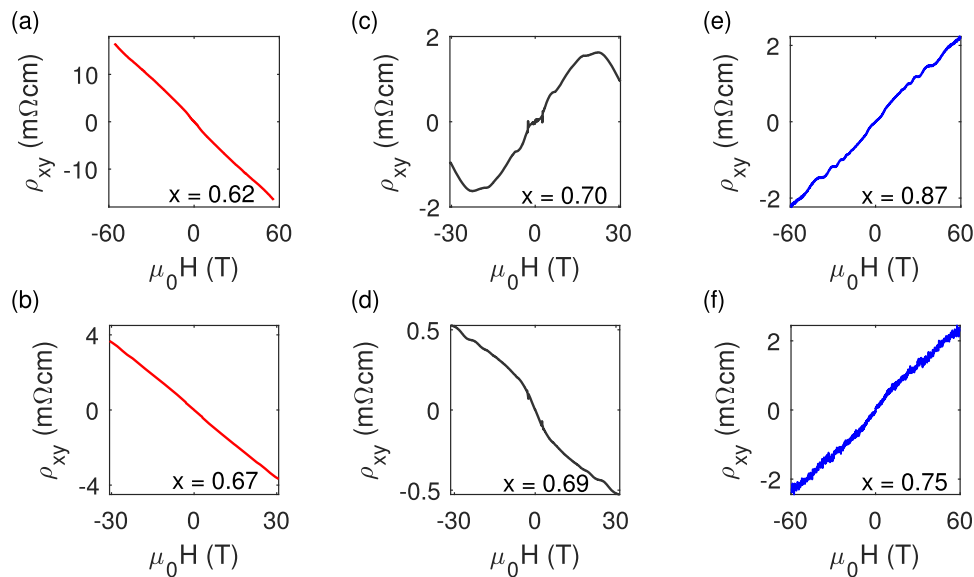 (a)
ρxy (mΩcm)
10
0
-10
x = 0.62
-60 0 60
μ0H (T)
(c)
ρxy (mΩcm)
2
0
-2
x = 0.70
-30 0 30
μ0H (T)
(e)
ρxy (mΩcm)
2
0
-2
x = 0.87
-60 0 60
μ0H (T)
(b)
ρxy (mΩcm)
4
0
-4
x = 0.67
-30 0 30
μ0H (T)
(d)
ρxy (mΩcm)
0.5
0
-0.5
x = 0.69
-30 0 30
μ0H (T)
(f)
ρxy (mΩcm)
2
0
-2
x = 0.75
-60 0 60
μ0H (T)